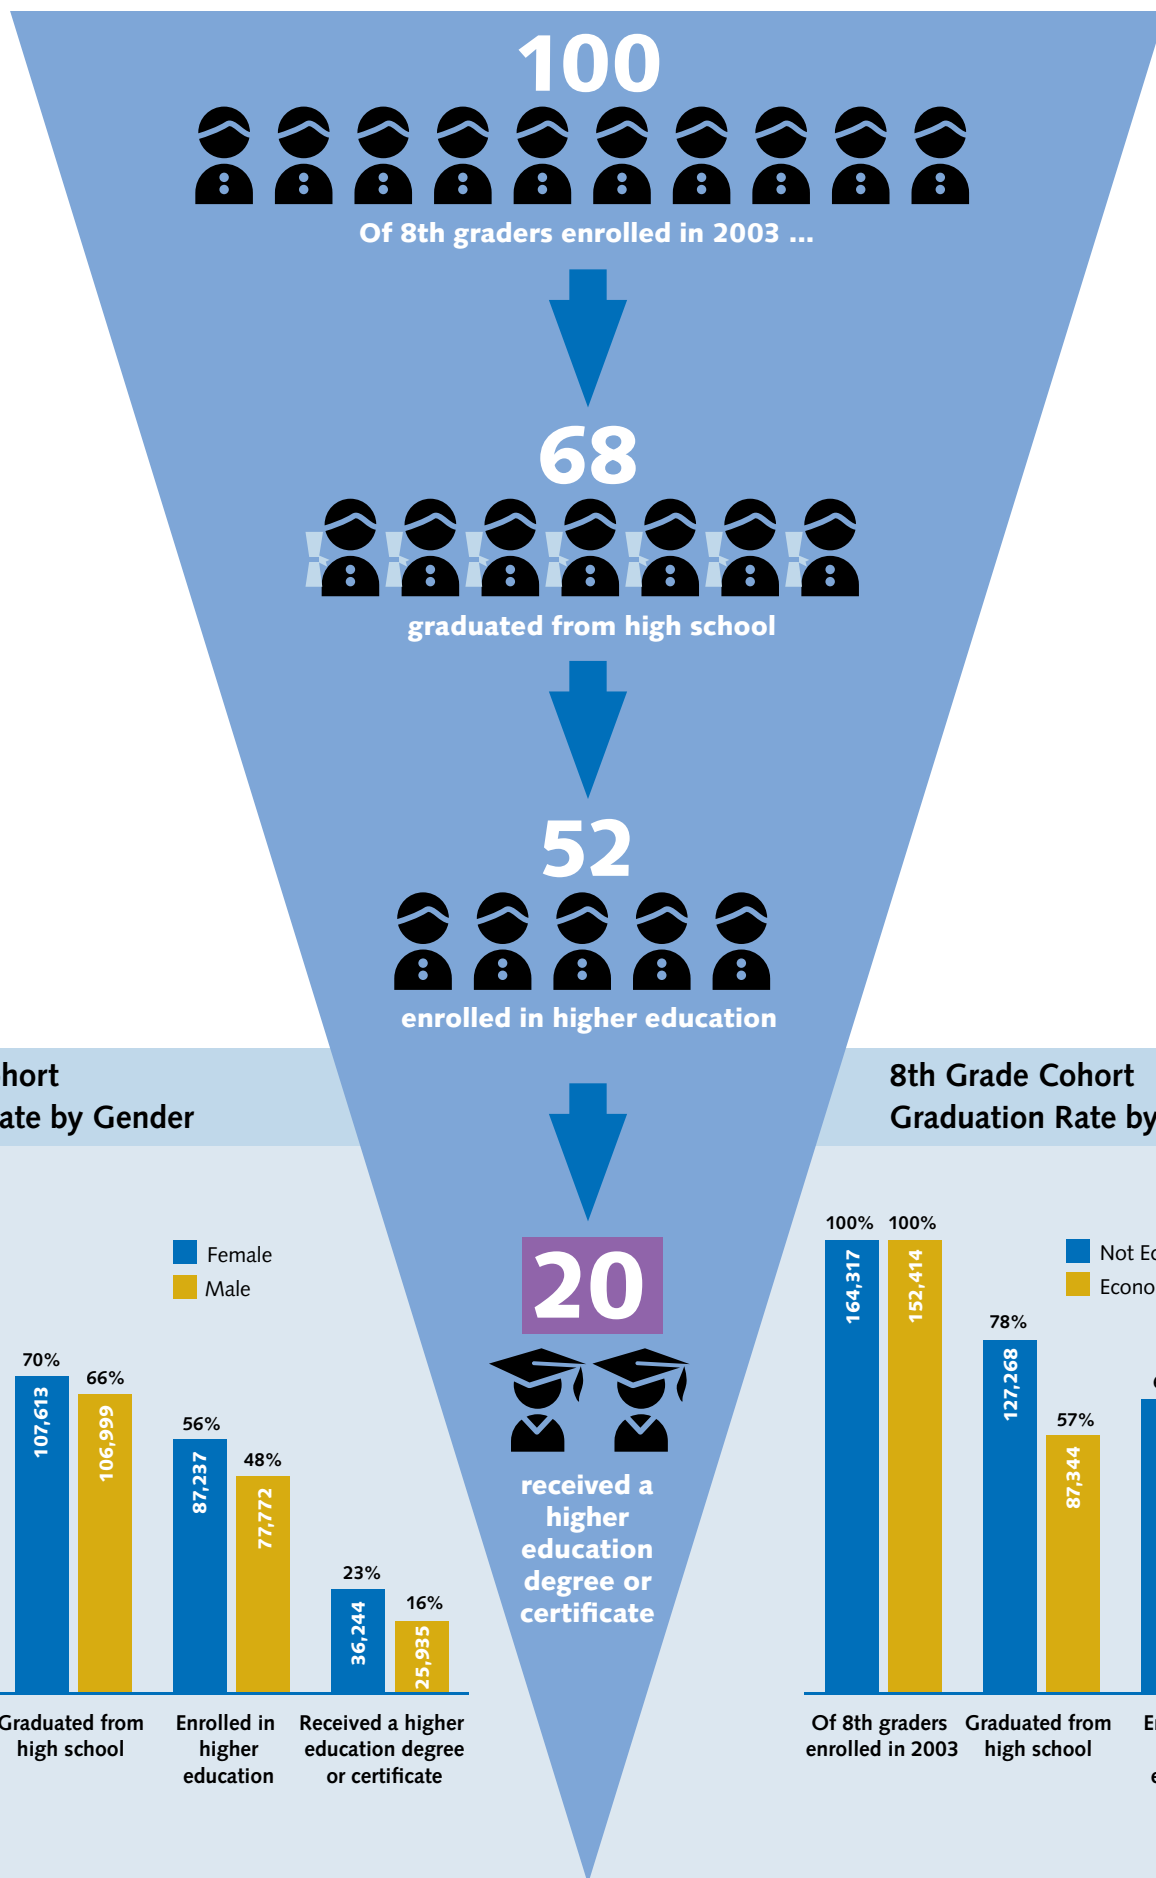 100
Of 8th graders enrolled in 2003 ...
68
graduated from high school
52
enrolled in higher education
20
received a
higher
education
degree or
certificate
hort
ate by Gender
Female
Male
70%
66%
56%
48%
23%
16%
107,613
106,999
87,237
77,772
36,244
25,935
Graduated from
high school
Enrolled in
higher
education
Received a higher
education degree
or certificate
8th Grade Cohort
Graduation Rate by
Not Ec
Econo
100%
100%
78%
57%
164,317
152,414
127,268
87,344
Of 8th graders
enrolled in 2003
Graduated from
high school